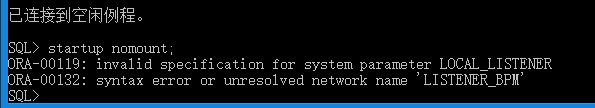 已连接到空闲例程。
SQL> startup nomount;
ORA-00119: invalid specification for system parameter LOCAL_LISTENER
ORA-00132: syntax error or unresolved network name 'LISTENER_BPM'
SQL>